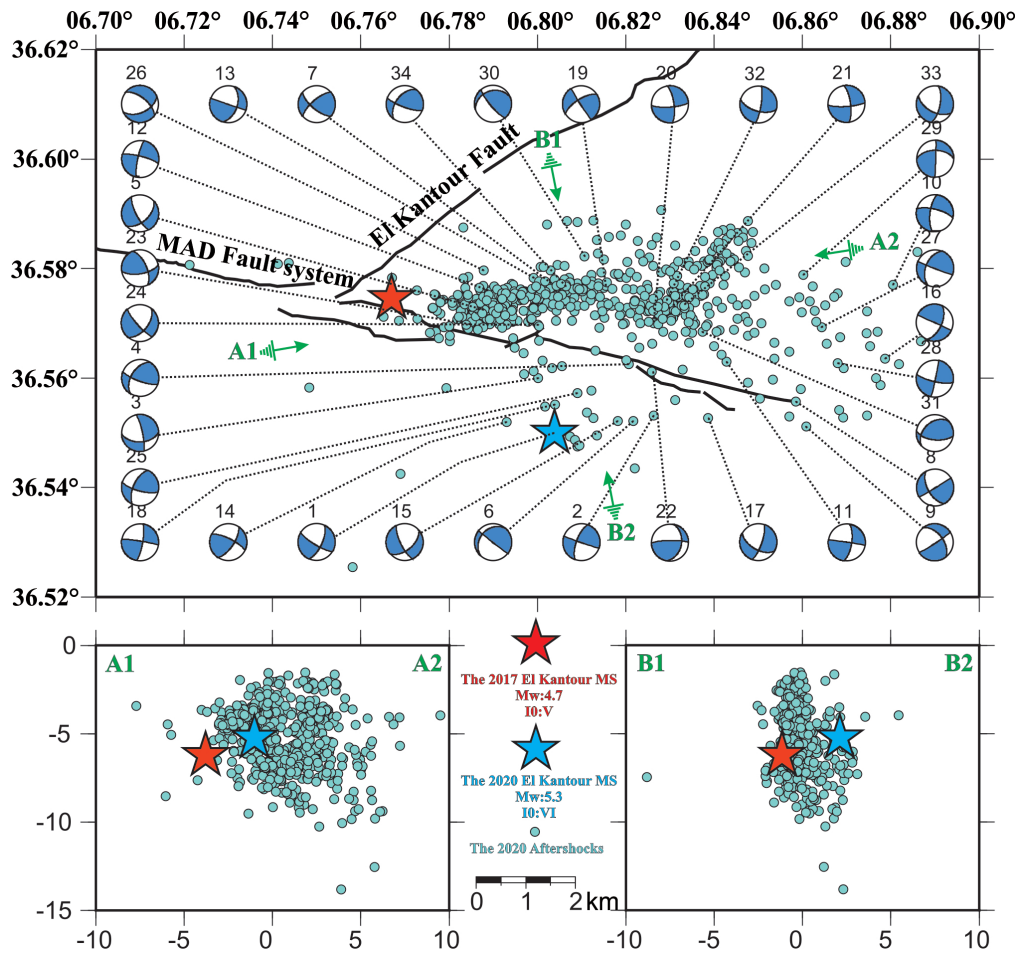 06.70° 06.72° 06.74° 06.76° 06.78° 06.80° 06.82° 06.84° 06.86° 06.88° 06.90°
36.62°
26 13 7 34 30 19 20 32 21 33
12 29
B1
36.60°
El Kantour Fault
5 10
23 27
MAD Fault system
A2
36.58°
24 16
4 28
A1
36.56°
3 31
25 8
36.54°
18 14 1 15 6 2 22 17 11 9
B2
36.52°
0
-5
-10
-15
A1 A2
-10 -5 0 5 10
The 2017 El Kantour MS
Mw:4.7
I0:V
The 2020 El Kantour MS
Mw:5.3
I0:VI
The 2020 Aftershocks
0 1 2 km
0
-5
-10
-15
B1 B2
-10 -5 0 5 10